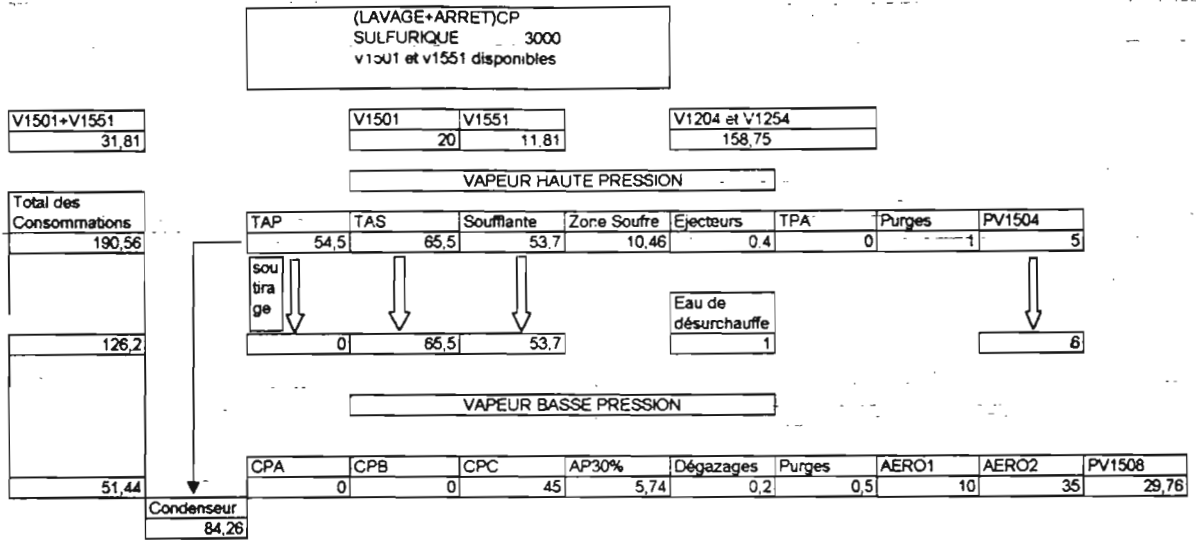 (LAVAGE+ARRET)CP
SULFURIQUE 3000
v1501 et v1551 disponibles
V1501+V1551 V1501 V1551 V1204 et V1254
31,81 20 11,81 158,75
VAPEUR HAUTE PRESSION
Total des
Consommations TAP TAS Soufflante Zone Soufre Ejecteurs TPA Purges PV1504
190,56 54,5 65,5 53,7 10,46 0,4 0 1 5
sou
tira
ge
Eau de
désurchauffe
126,2 0 65,5 53,7 1 6
VAPEUR BASSE PRESSION
CPA CPB CPC AP30% Dégazages Purges AERO1 AERO2 PV1508
51,44 0 0 45 5,74 0,2 0,5 10 35 29,76
Condenseur
84,26